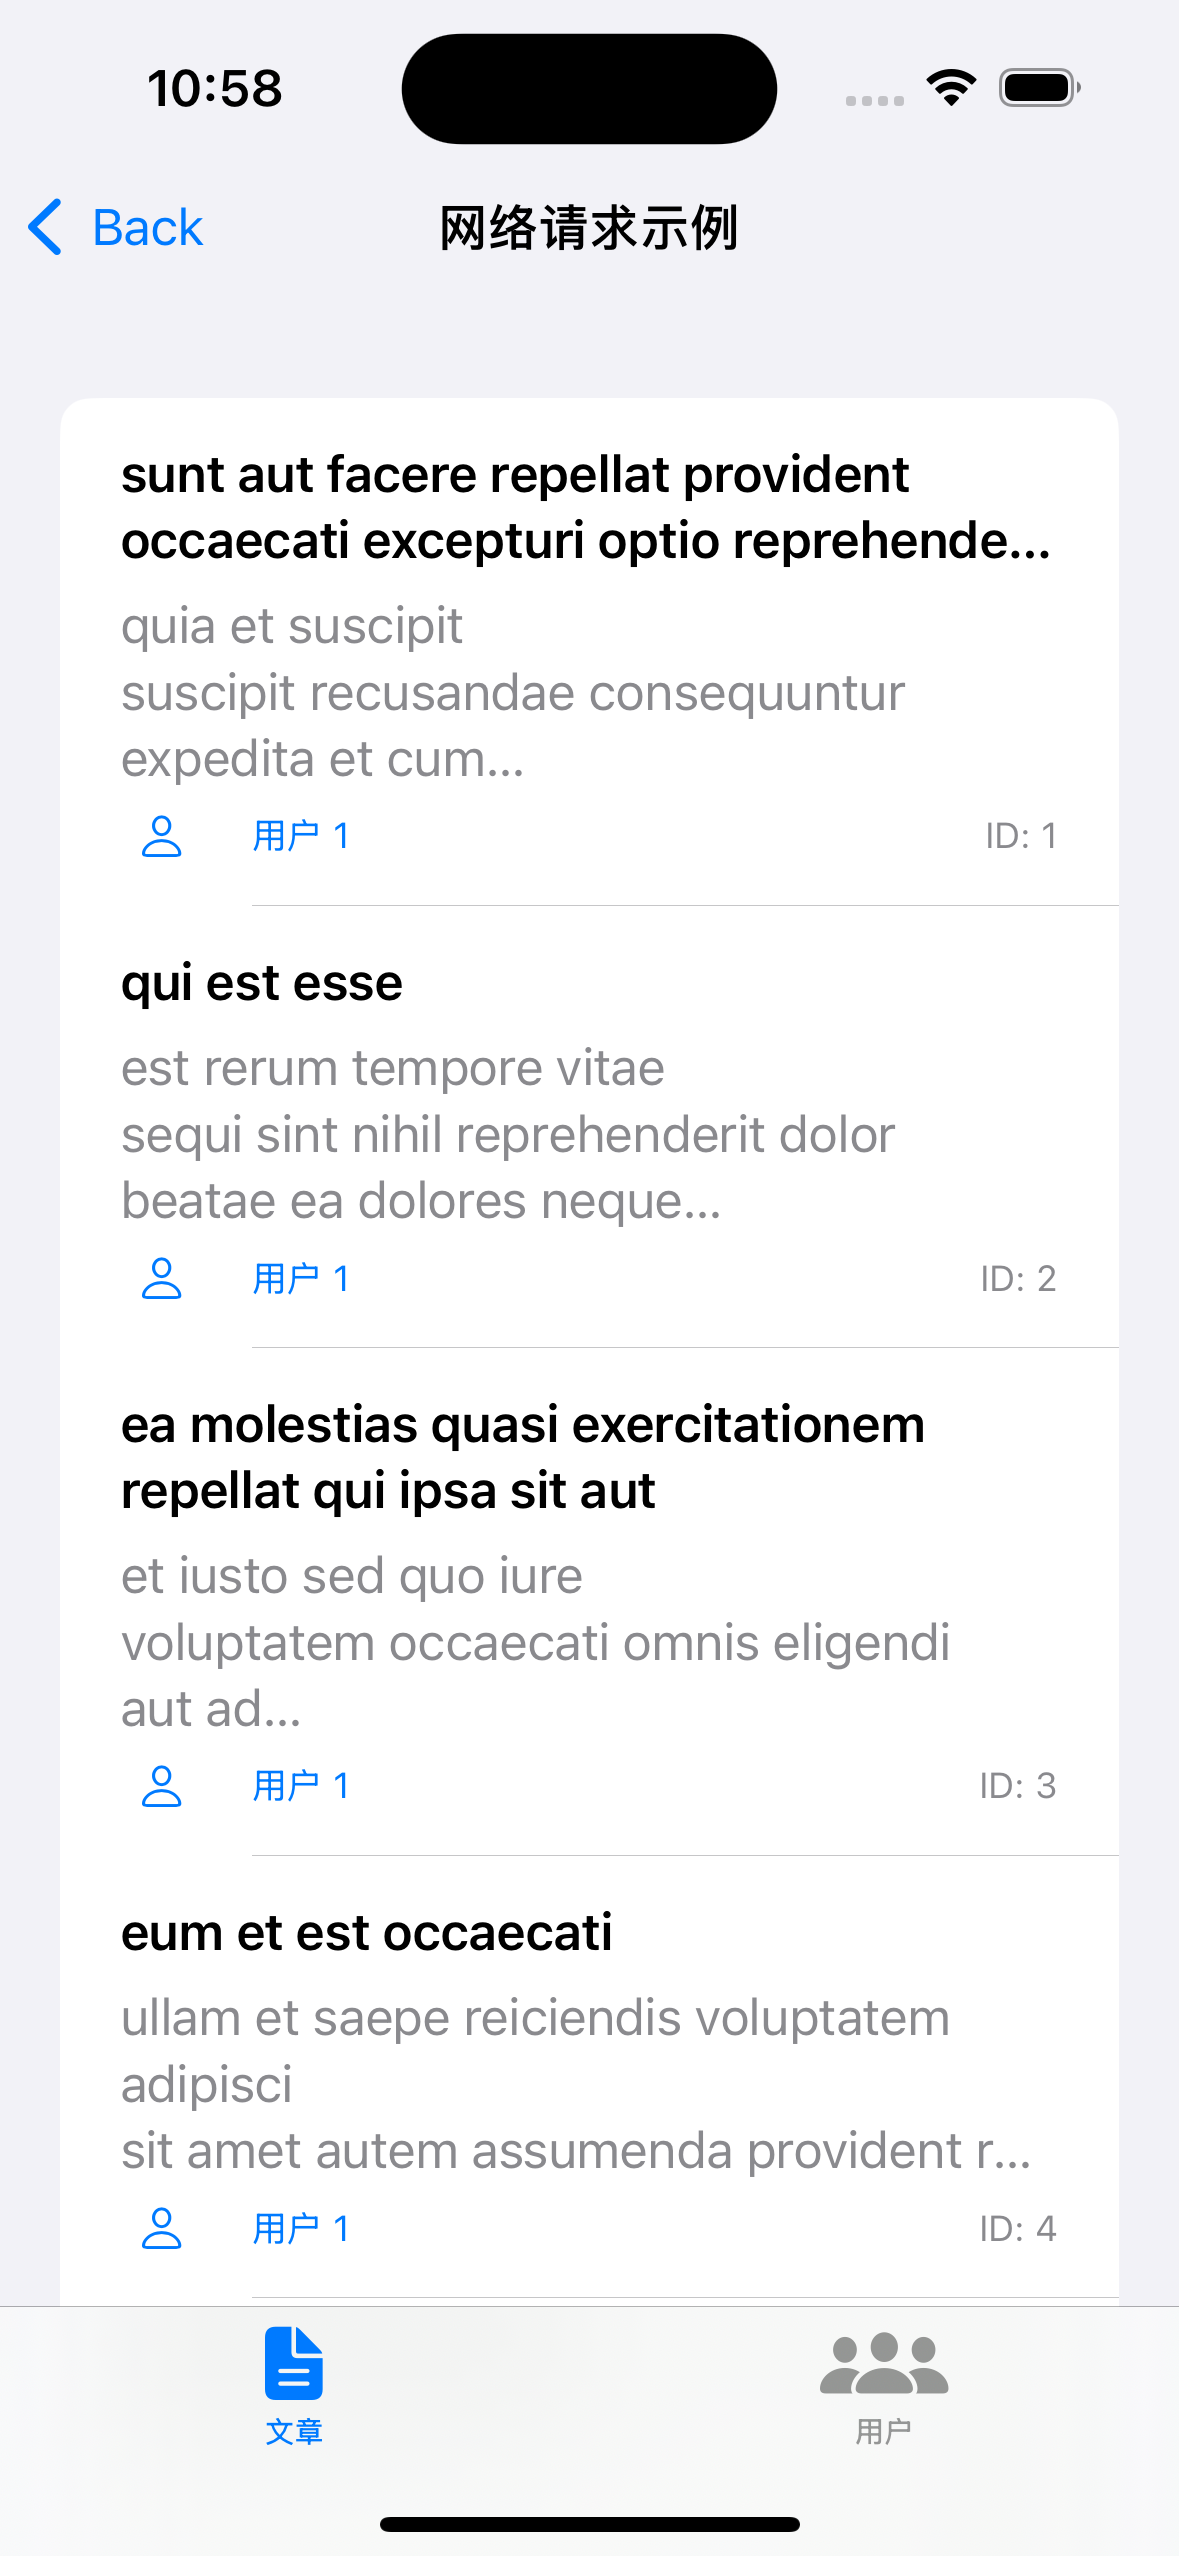 10:58
Back
网络请求示例
sunt aut facere repellat provident
occaecati excepturi optio reprehende...
quia et suscipit
suscipit recusandae consequuntur
expedita et cum...
用户 1
ID: 1
qui est esse
est rerum tempore vitae
sequi sint nihil reprehenderit dolor
beatae ea dolores neque...
用户 1
ID: 2
ea molestias quasi exercitationem
repellat qui ipsa sit aut
et iusto sed quo iure
voluptatem occaecati omnis eligendi
aut ad...
用户 1
ID: 3
eum et est occaecati
ullam et saepe reiciendis voluptatem
adipisci
sit amet autem assumenda provident r...
用户 1
ID: 4
文章
用户